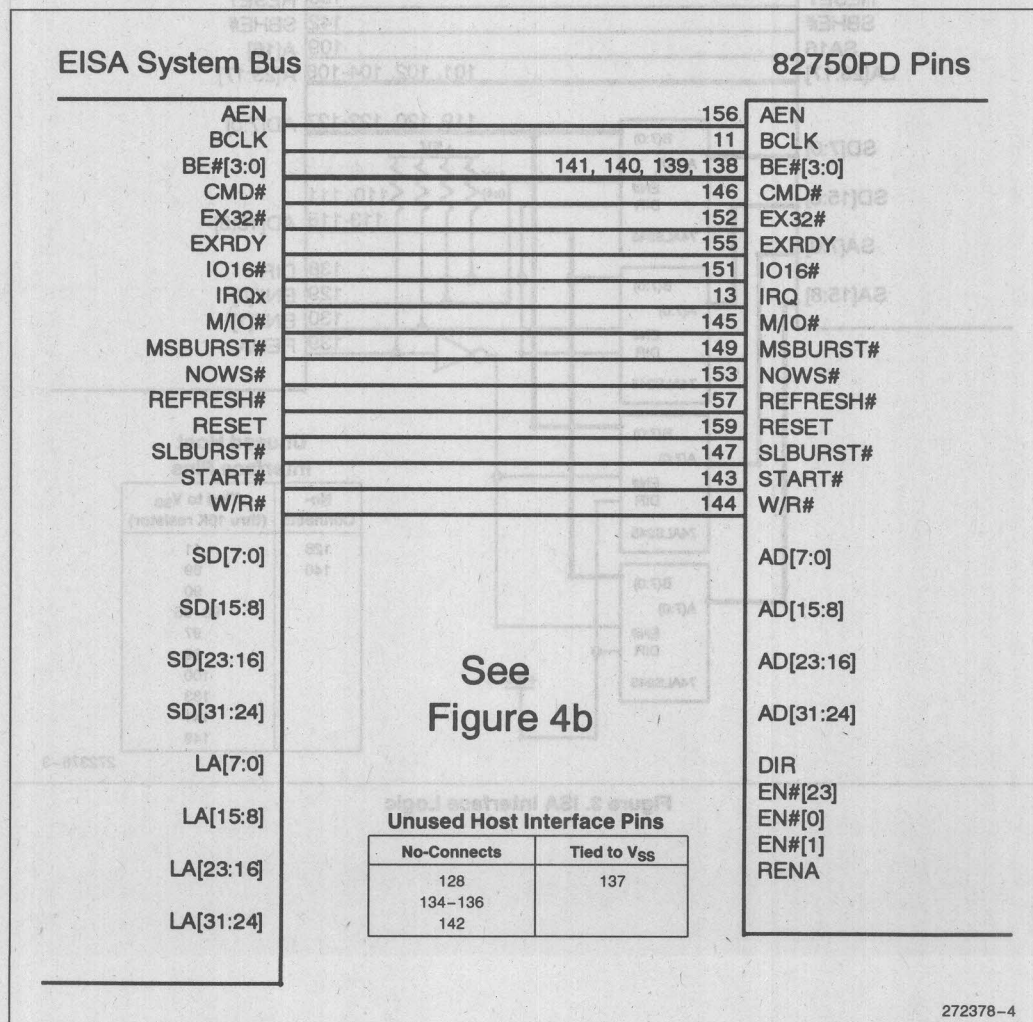 EISA System Bus
82750PD Pins
AEN 156 AEN
BCLK 11 BCLK
BE#[3:0] 141, 140, 139, 138 BE#[3:0]
CMD# 146 CMD#
EX32# 152 EX32#
EXRDY 155 EXRDY
IO16# 151 IO16#
IRQx 13 IRQ
M/IO# 145 M/IO#
MSBURST# 149 MSBURST#
NOWS# 153 NOWS#
REFRESH# 157 REFRESH#
RESET 159 RESET
SLBURST# 147 SLBURST#
START# 143 START#
W/R# 144 W/R#
SD[7:0] AD[7:0]
SD[15:8] AD[15:8]
SD[23:16] AD[23:16]
SD[31:24] AD[31:24]
See
Figure 4b
LA[7:0] DIR
EN#[23]
LA[15:8] EN#[0]
EN#[1]
LA[23:16] RENA
LA[31:24]
Unused Host Interface Pins
No-Connects Tied to VSS
128 137
134–136
142
272378–4